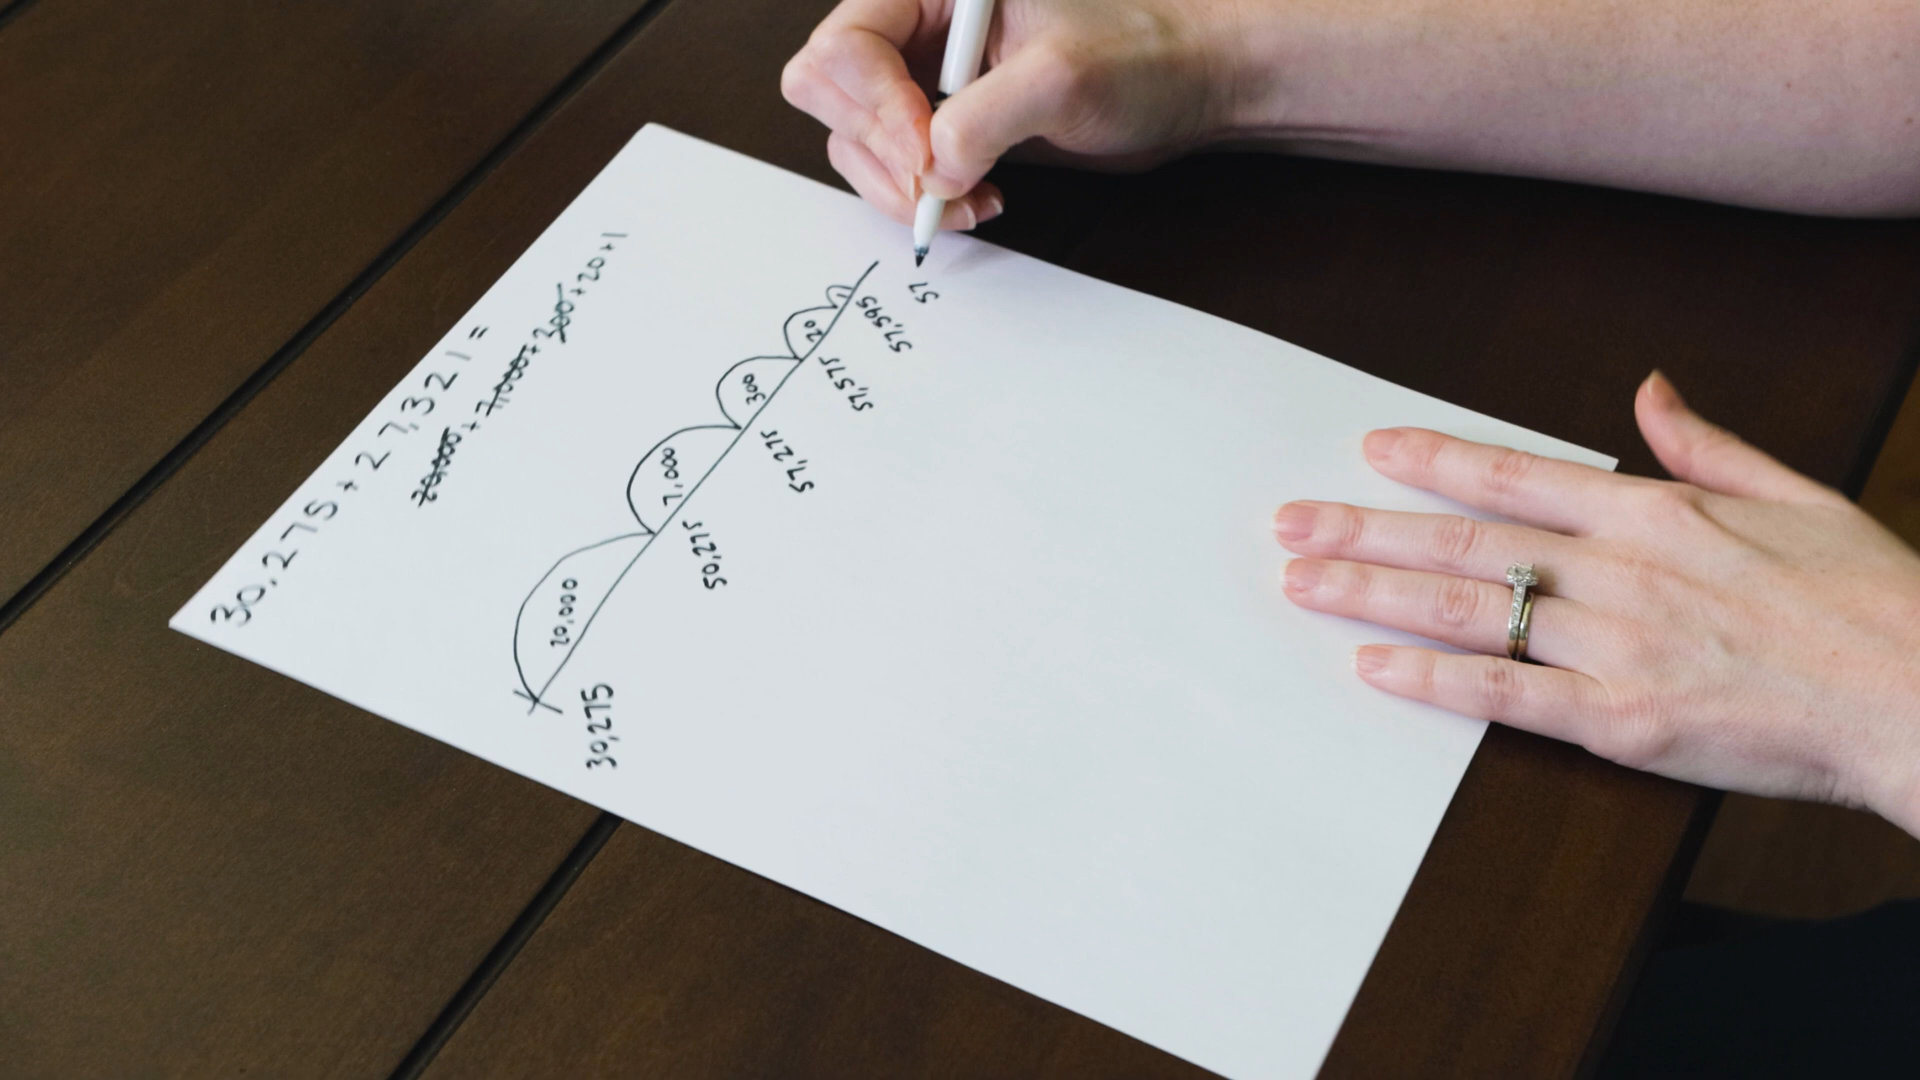 30,275 + 27,321 =
20,000 + 7,000 + 300 + 20 + 1
20,000 7,000 300 20 1
30,275 50,275 57,275 57,575 57,595 57